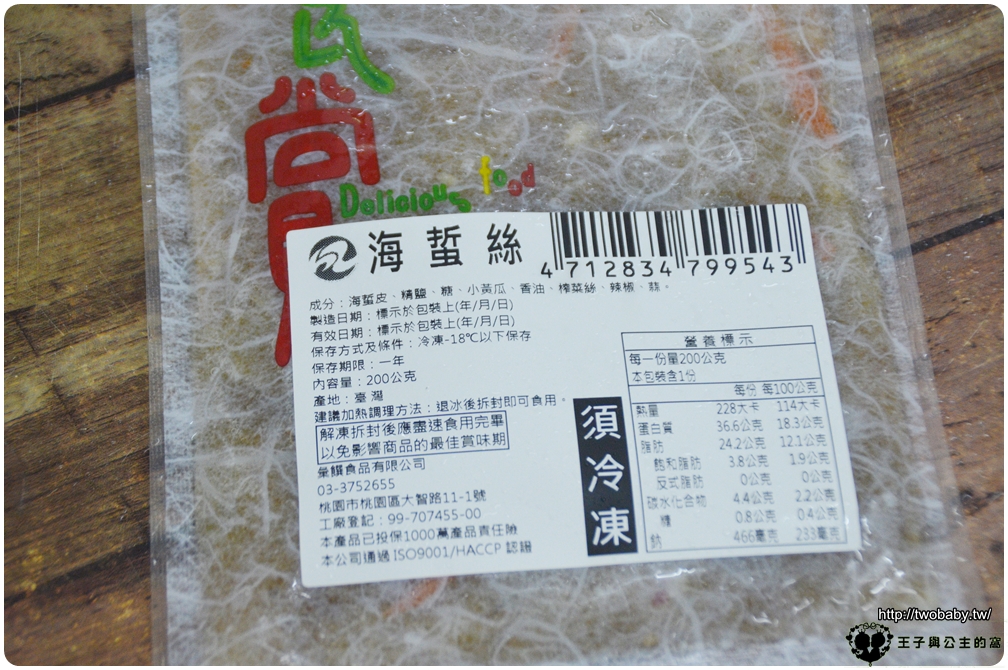 賞
Delicious food
海蜇絲
4 712834 799543
成分：海蜇皮、精鹽、糖、小黃瓜、香油、榨菜絲、辣椒、蒜。
製造日期：標示於包裝上(年/月/日)
有效日期：標示於包裝上(年/月/日)
保存方式及條件：冷凍-18℃以下保存
保存期限：一年
內容量：200公克
產地：臺灣
建議加熱調理方法：退冰後拆封即可食用。
解凍拆封後應盡速食用完畢
以免影響商品的最佳賞味期
饌食品有限公司
03-3752655
桃園市桃園區大智路11-1號
工廠登記：99-707455-00
本產品已投保1000萬產品責任險
本公司通過ISO9001/HACCP 認證
須冷凍
營養標示
每一份量200公克
本包裝含1份
每份 每100公克
熱量 228大卡 114大卡
蛋白質 36.6公克 18.3公克
脂肪 24.2公克 12.1公克
飽和脂肪 3.8公克 1.9公克
反式脂肪 0公克 0公克
碳水化合物 4.4公克 2.2公克
糖 0.8公克 0.4公克
鈉 466毫克 233毫克
http://twobaby.tw/
王子與公主的窩